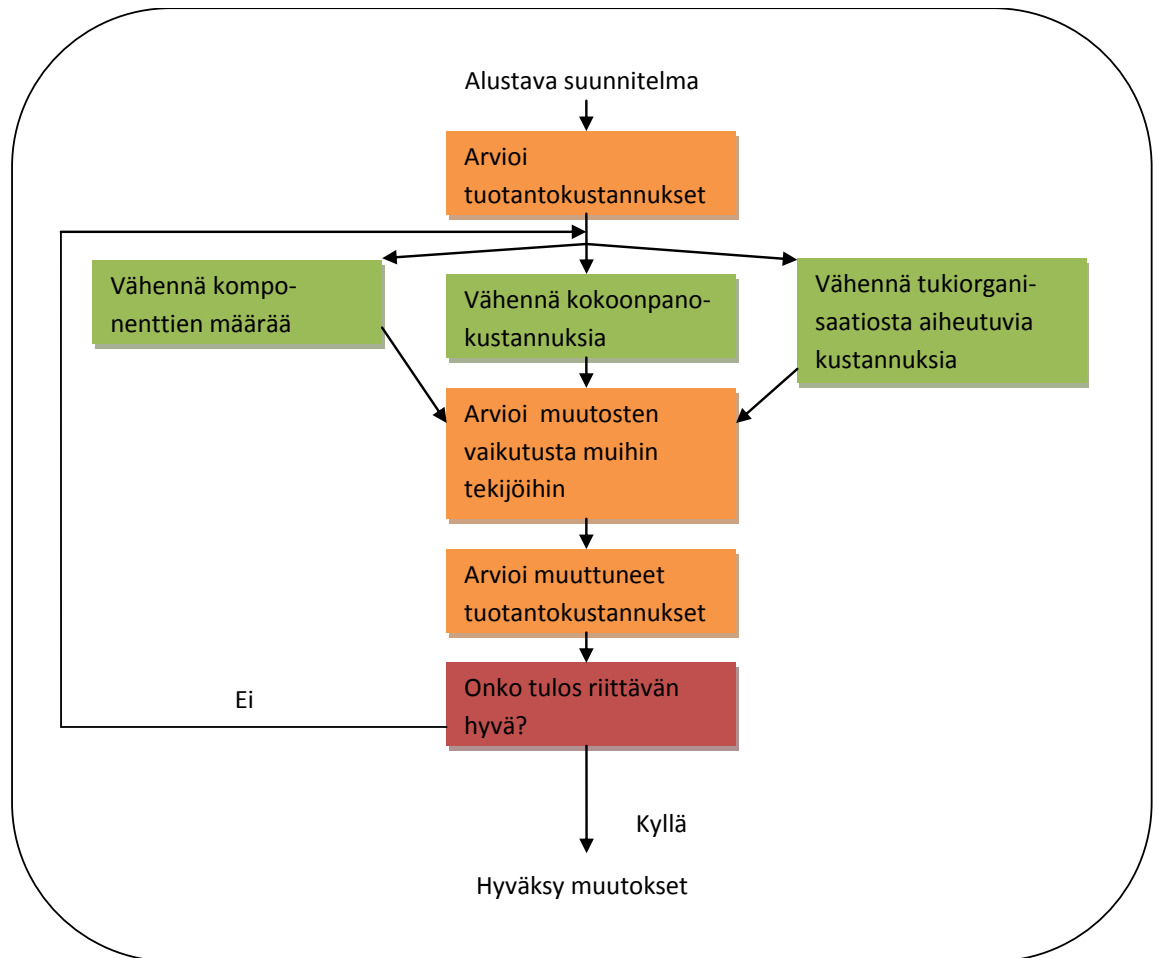 Alustava suunnitelma
Arvioi
tuotantokustannukset
Vähennä kompo-
nenttien määrää
Vähennä kokoonpano-
kustannuksia
Vähennä tukiorgani-
saatiosta aiheutuvia
kustannuksia
Arvioi muutosten
vaikutusta muihin
tekijöihin
Arvioi muuttuneet
tuotantokustannukset
Onko tulos riittävän
hyvä?
Ei
Kyllä
Hyväksy muutokset